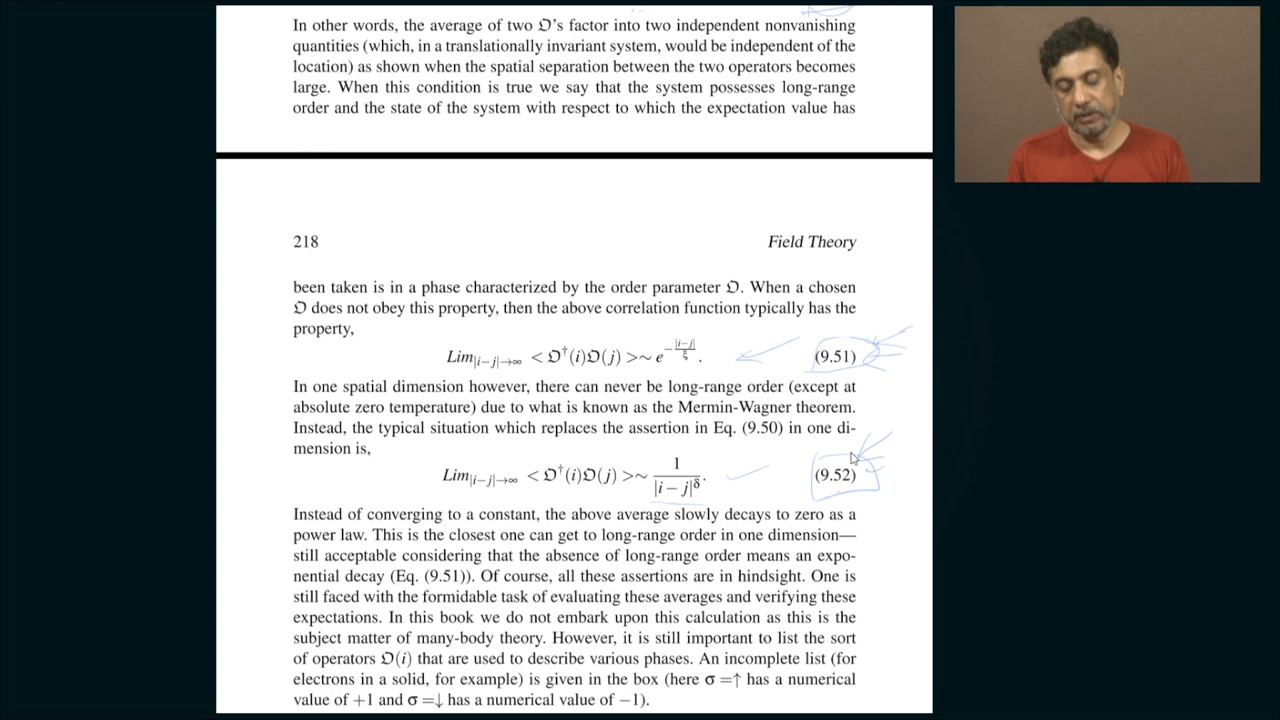 In other words, the average of two 𝔒's factor into two independent nonvanishing
quantities (which, in a translationally invariant system, would be independent of the
location) as shown when the spatial separation between the two operators becomes
large. When this condition is true we say that the system possesses long-range
order and the state of the system with respect to which the expectation value has
218 Field Theory
been taken is in a phase characterized by the order parameter 𝔒. When a chosen
𝔒 does not obey this property, then the above correlation function typically has the
property,
Lim_{|i−j|→∞} < 𝔒†(i)𝔒(j) >∼ e^{−|i−j|/ξ}. (9.51)
In one spatial dimension however, there can never be long-range order (except at
absolute zero temperature) due to what is known as the Mermin-Wagner theorem.
Instead, the typical situation which replaces the assertion in Eq. (9.50) in one di-
mension is,
Lim_{|i−j|→∞} < 𝔒†(i)𝔒(j) >∼ 1/|i−j|^δ. (9.52)
Instead of converging to a constant, the above average slowly decays to zero as a
power law. This is the closest one can get to long-range order in one dimension—
still acceptable considering that the absence of long-range order means an expo-
nential decay (Eq. (9.51)). Of course, all these assertions are in hindsight. One is
still faced with the formidable task of evaluating these averages and verifying these
expectations. In this book we do not embark upon this calculation as this is the
subject matter of many-body theory. However, it is still important to list the sort
of operators 𝔒(i) that are used to describe various phases. An incomplete list (for
electrons in a solid, for example) is given in the box (here σ =↑ has a numerical
value of +1 and σ =↓ has a numerical value of −1).